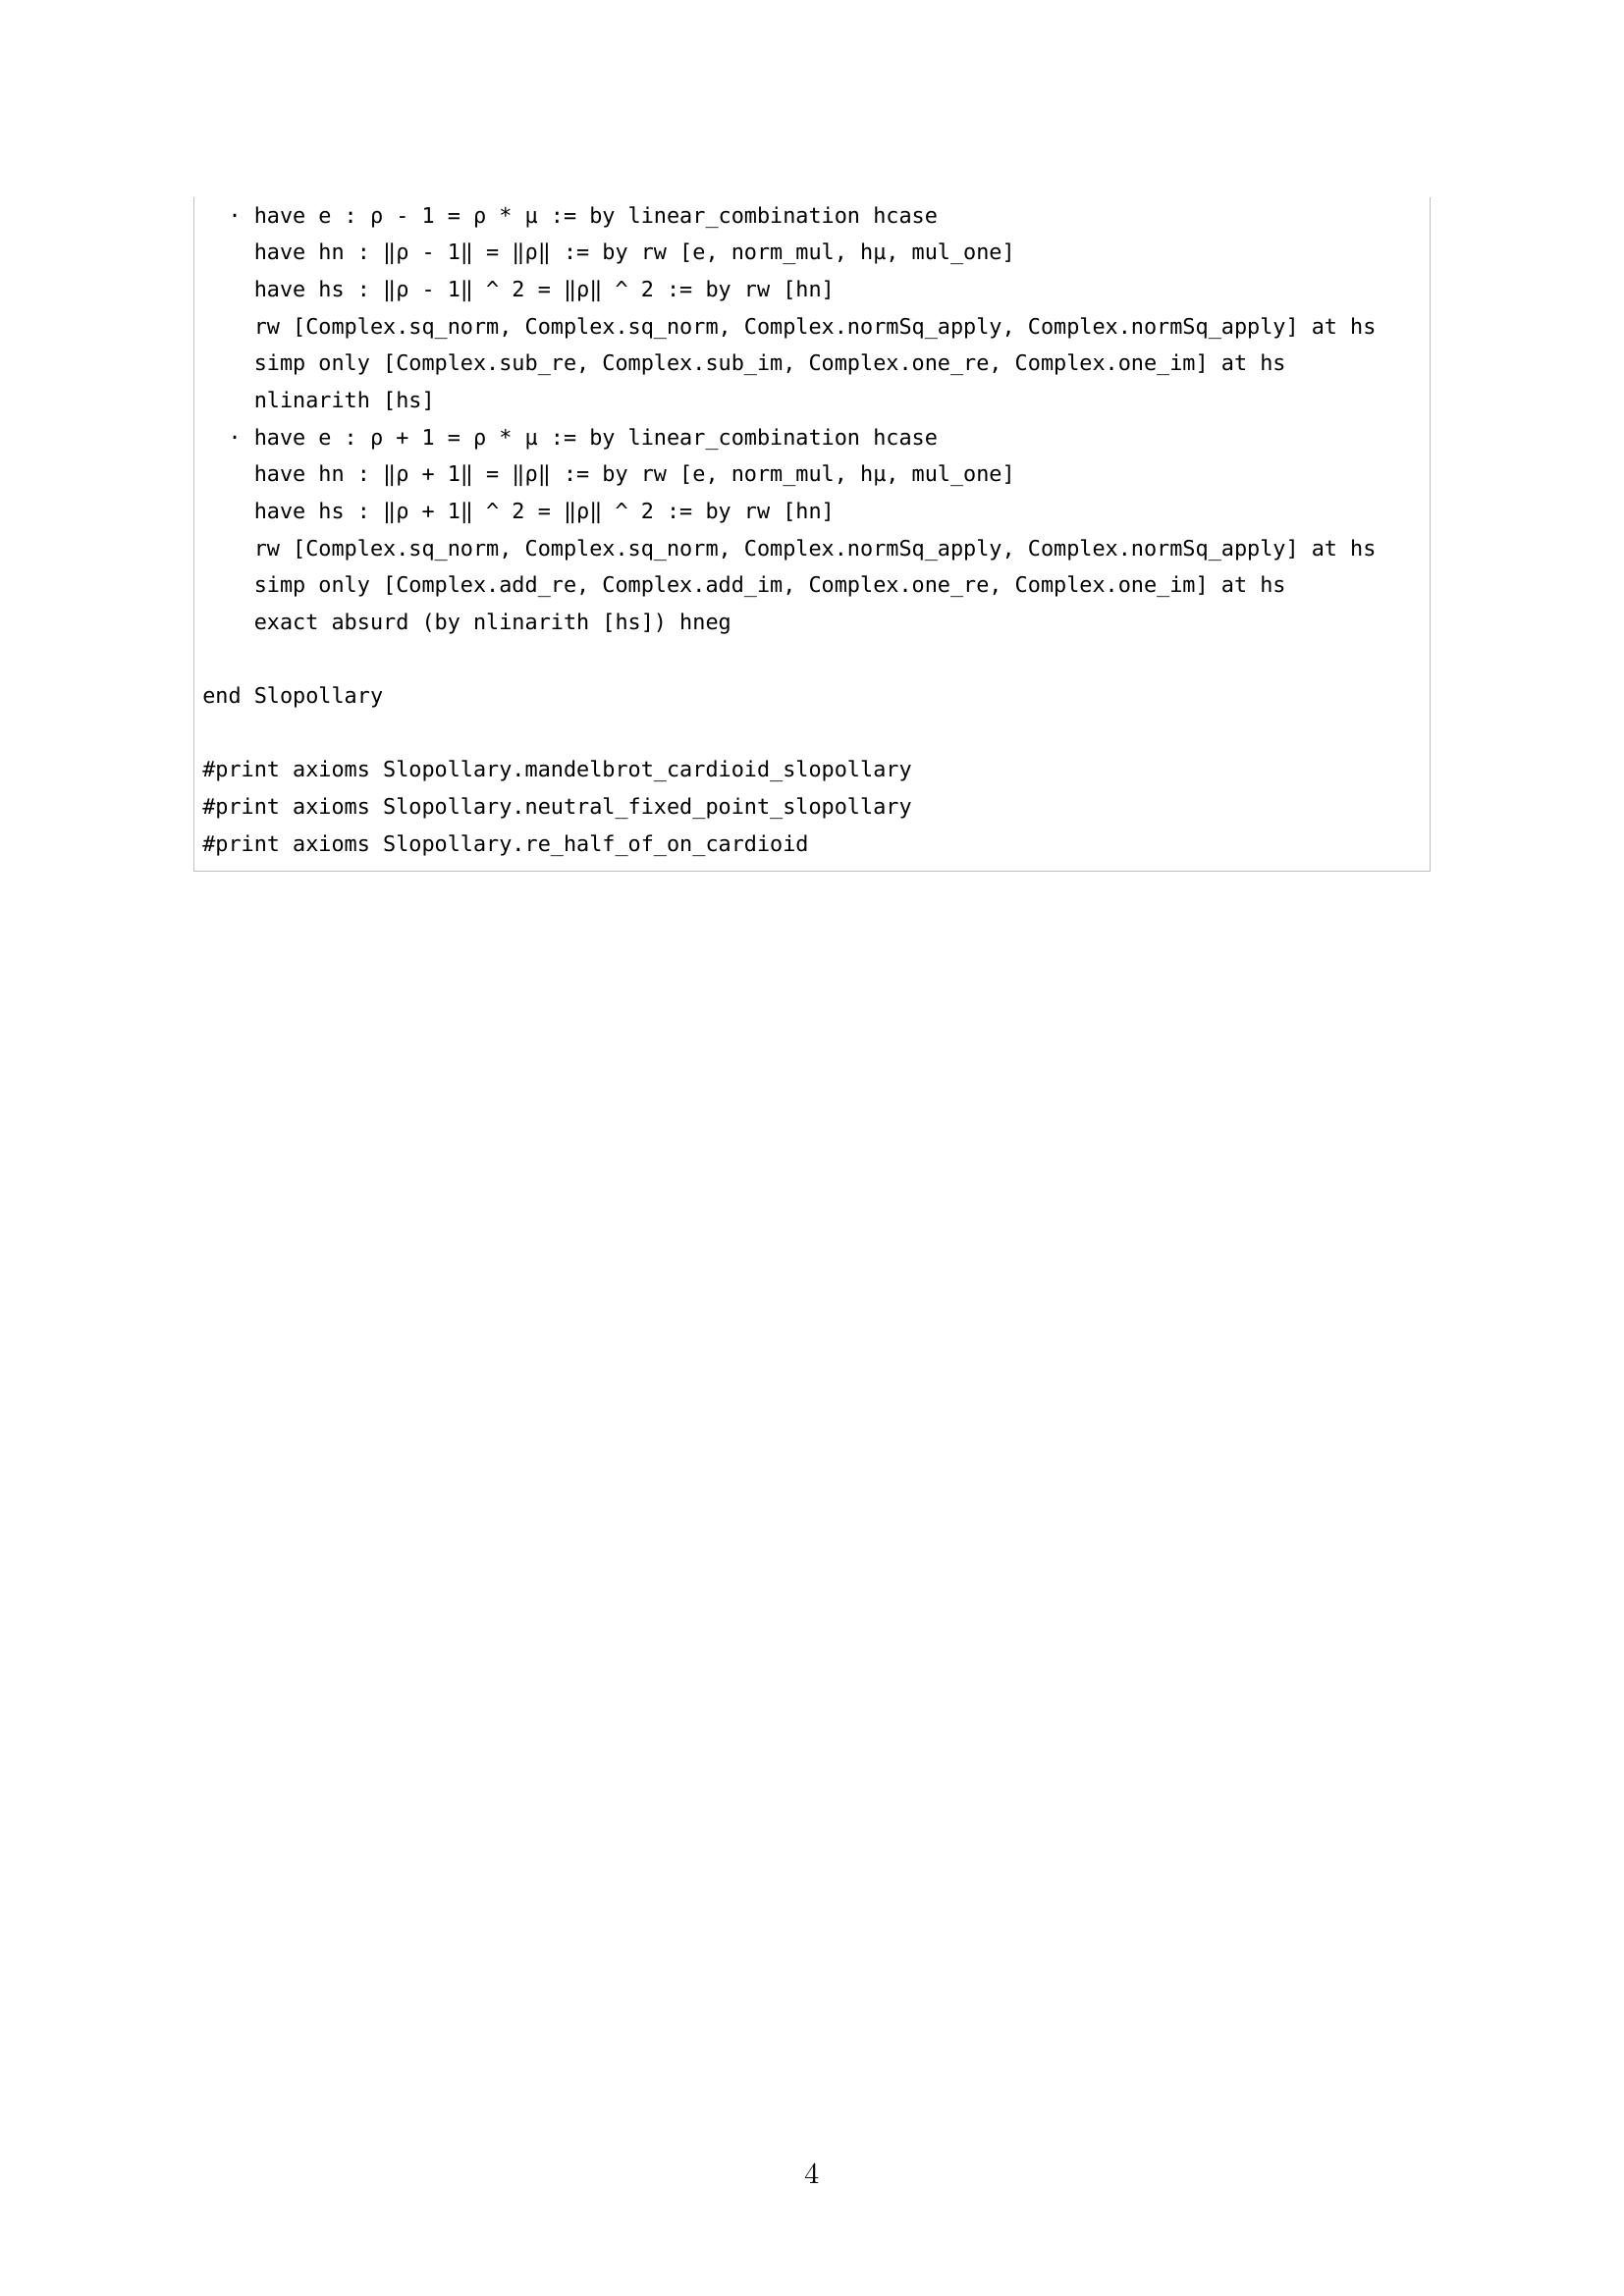 · have e : ρ - 1 = ρ * μ := by linear_combination hcase
have hn : ‖ρ - 1‖ = ‖ρ‖ := by rw [e, norm_mul, hμ, mul_one]
have hs : ‖ρ - 1‖ ^ 2 = ‖ρ‖ ^ 2 := by rw [hn]
rw [Complex.sq_norm, Complex.sq_norm, Complex.normSq_apply, Complex.normSq_apply] at hs
simp only [Complex.sub_re, Complex.sub_im, Complex.one_re, Complex.one_im] at hs
nlinarith [hs]
· have e : ρ + 1 = ρ * μ := by linear_combination hcase
have hn : ‖ρ + 1‖ = ‖ρ‖ := by rw [e, norm_mul, hμ, mul_one]
have hs : ‖ρ + 1‖ ^ 2 = ‖ρ‖ ^ 2 := by rw [hn]
rw [Complex.sq_norm, Complex.sq_norm, Complex.normSq_apply, Complex.normSq_apply] at hs
simp only [Complex.add_re, Complex.add_im, Complex.one_re, Complex.one_im] at hs
exact absurd (by nlinarith [hs]) hneg
end Slopollary
#print axioms Slopollary.mandelbrot_cardioid_slopollary
#print axioms Slopollary.neutral_fixed_point_slopollary
#print axioms Slopollary.re_half_of_on_cardioid
4